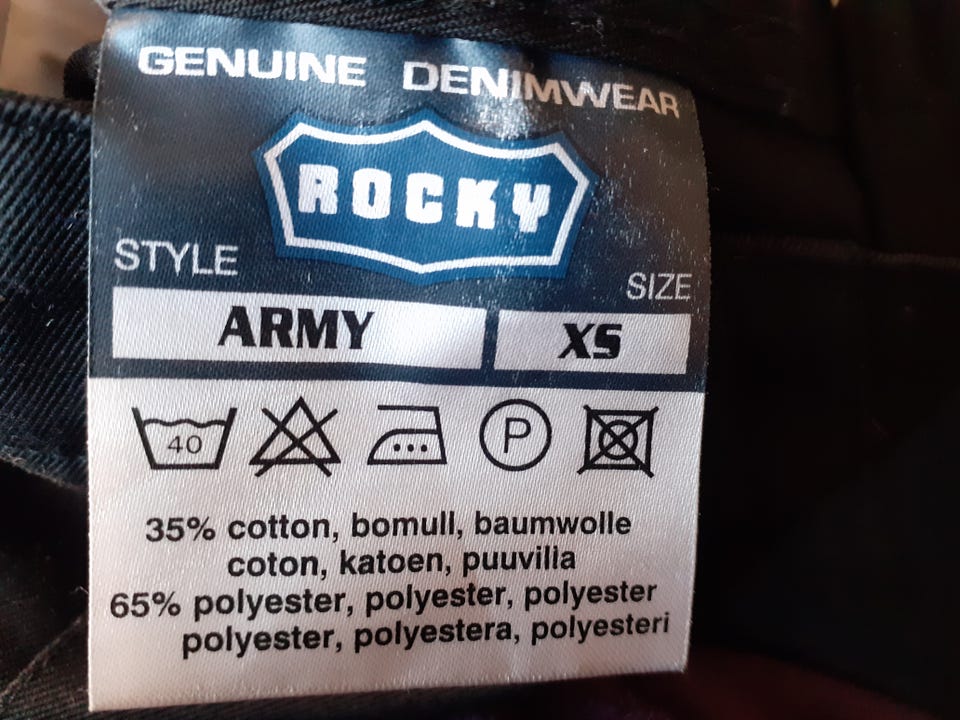 GENUINE DENIMWEAR
ROCKY
STYLE SIZE
ARMY XS
40 P
35% cotton, bomull, baumwolle
coton, katoen, puuvilla
65% polyester, polyester, polyester
polyester, polyestera, polyesteri